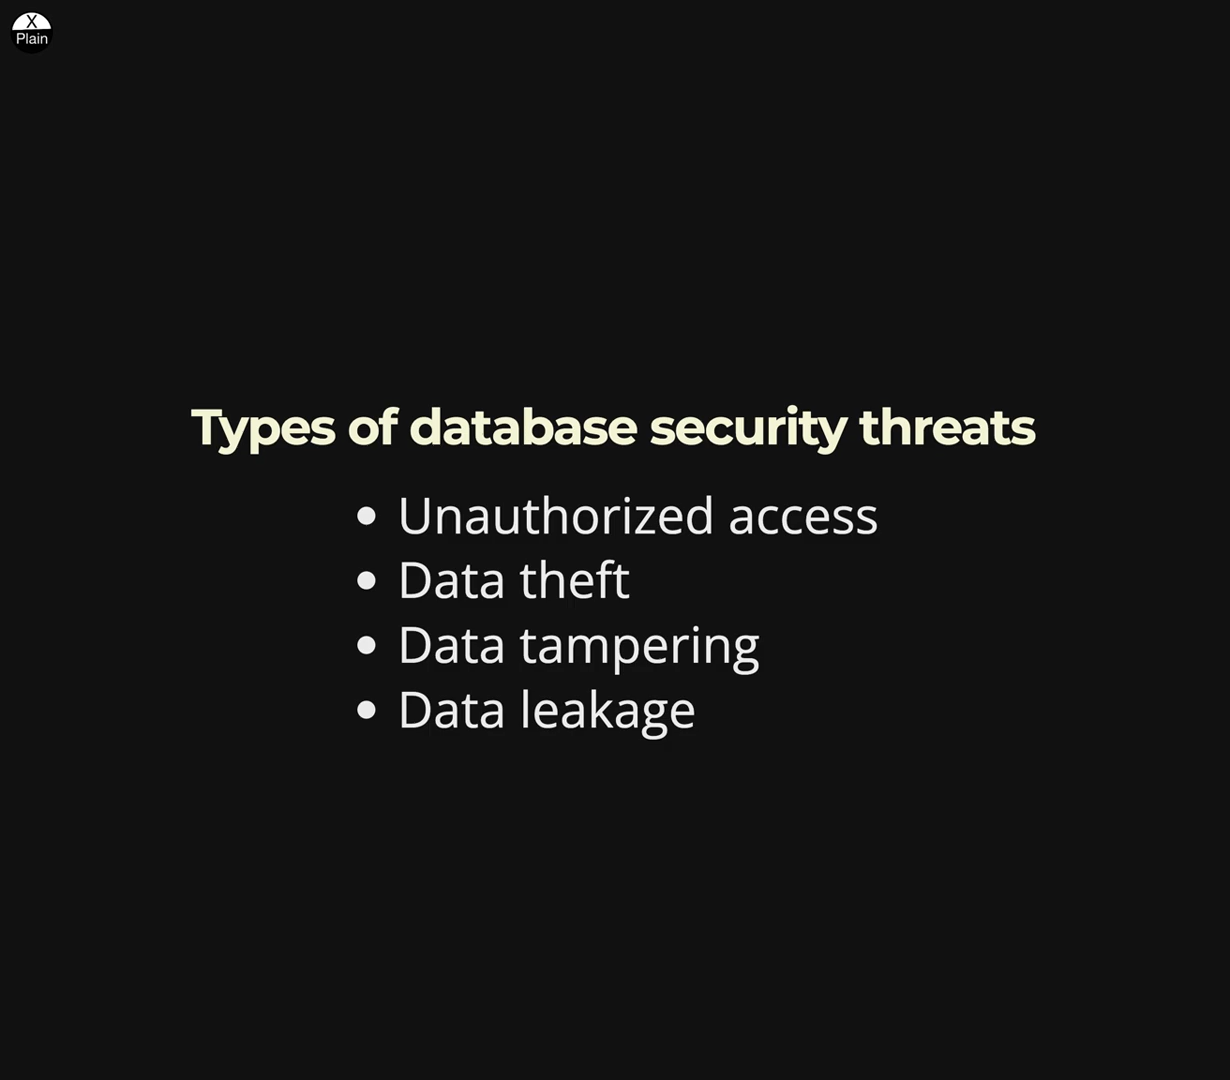 X
Plain
Types of database security threats
• Unauthorized access
• Data theft
• Data tampering
• Data leakage